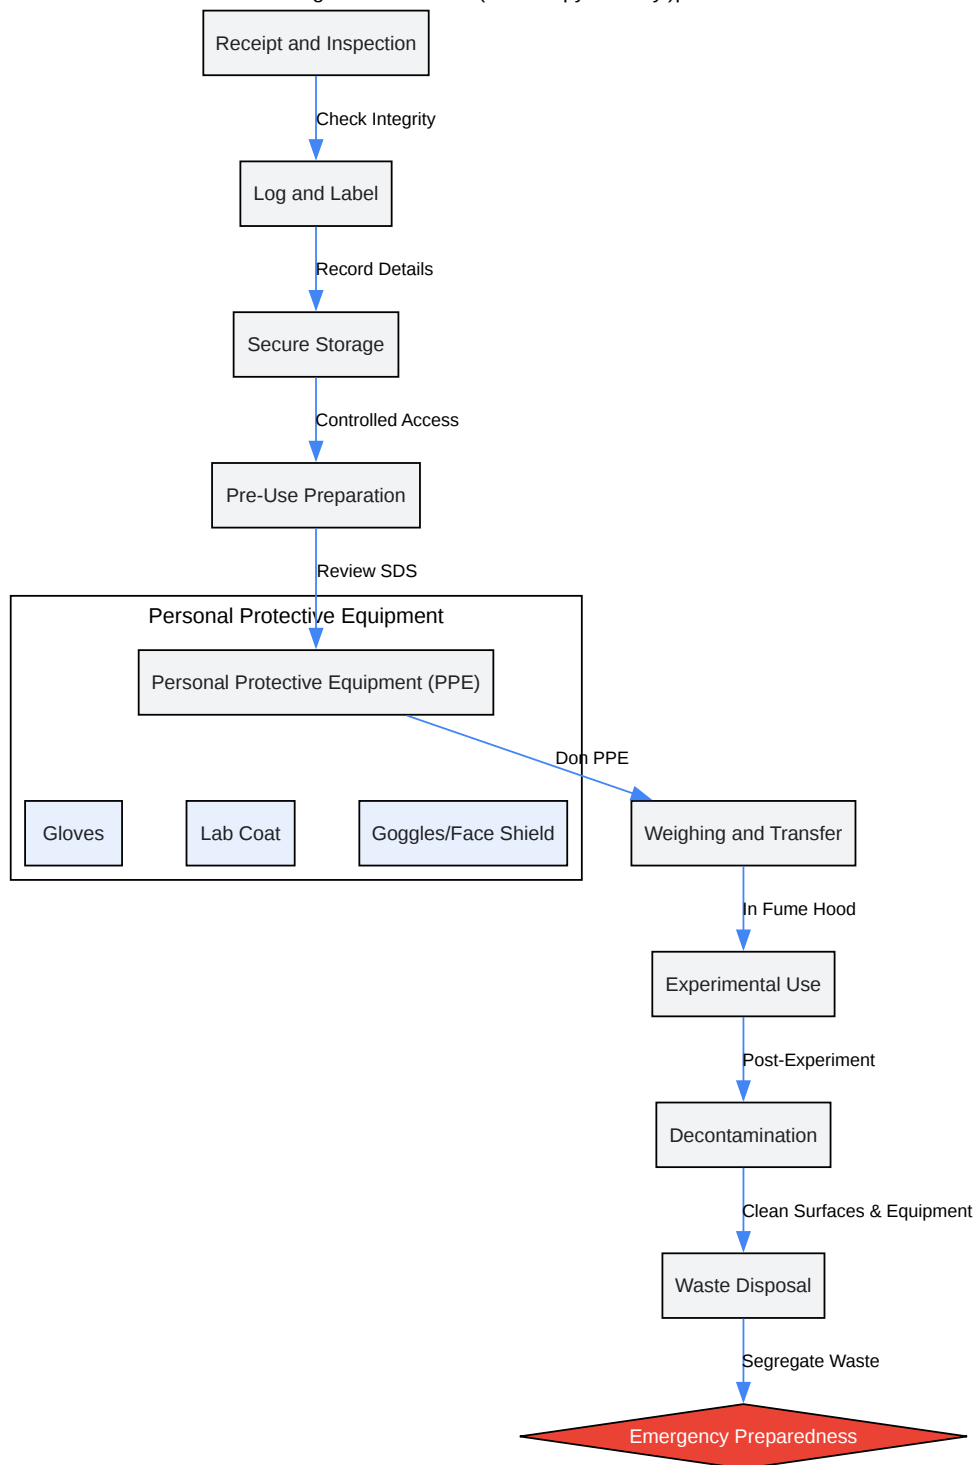 Receipt and Inspection
Check Integrity
Log and Label
Record Details
Secure Storage
Controlled Access
Pre-Use Preparation
Review SDS
Personal Protective Equipment
Personal Protective Equipment (PPE)
Don PPE
Gloves
Lab Coat
Goggles/Face Shield
Weighing and Transfer
In Fume Hood
Experimental Use
Post-Experiment
Decontamination
Clean Surfaces & Equipment
Waste Disposal
Segregate Waste
Emergency Preparedness